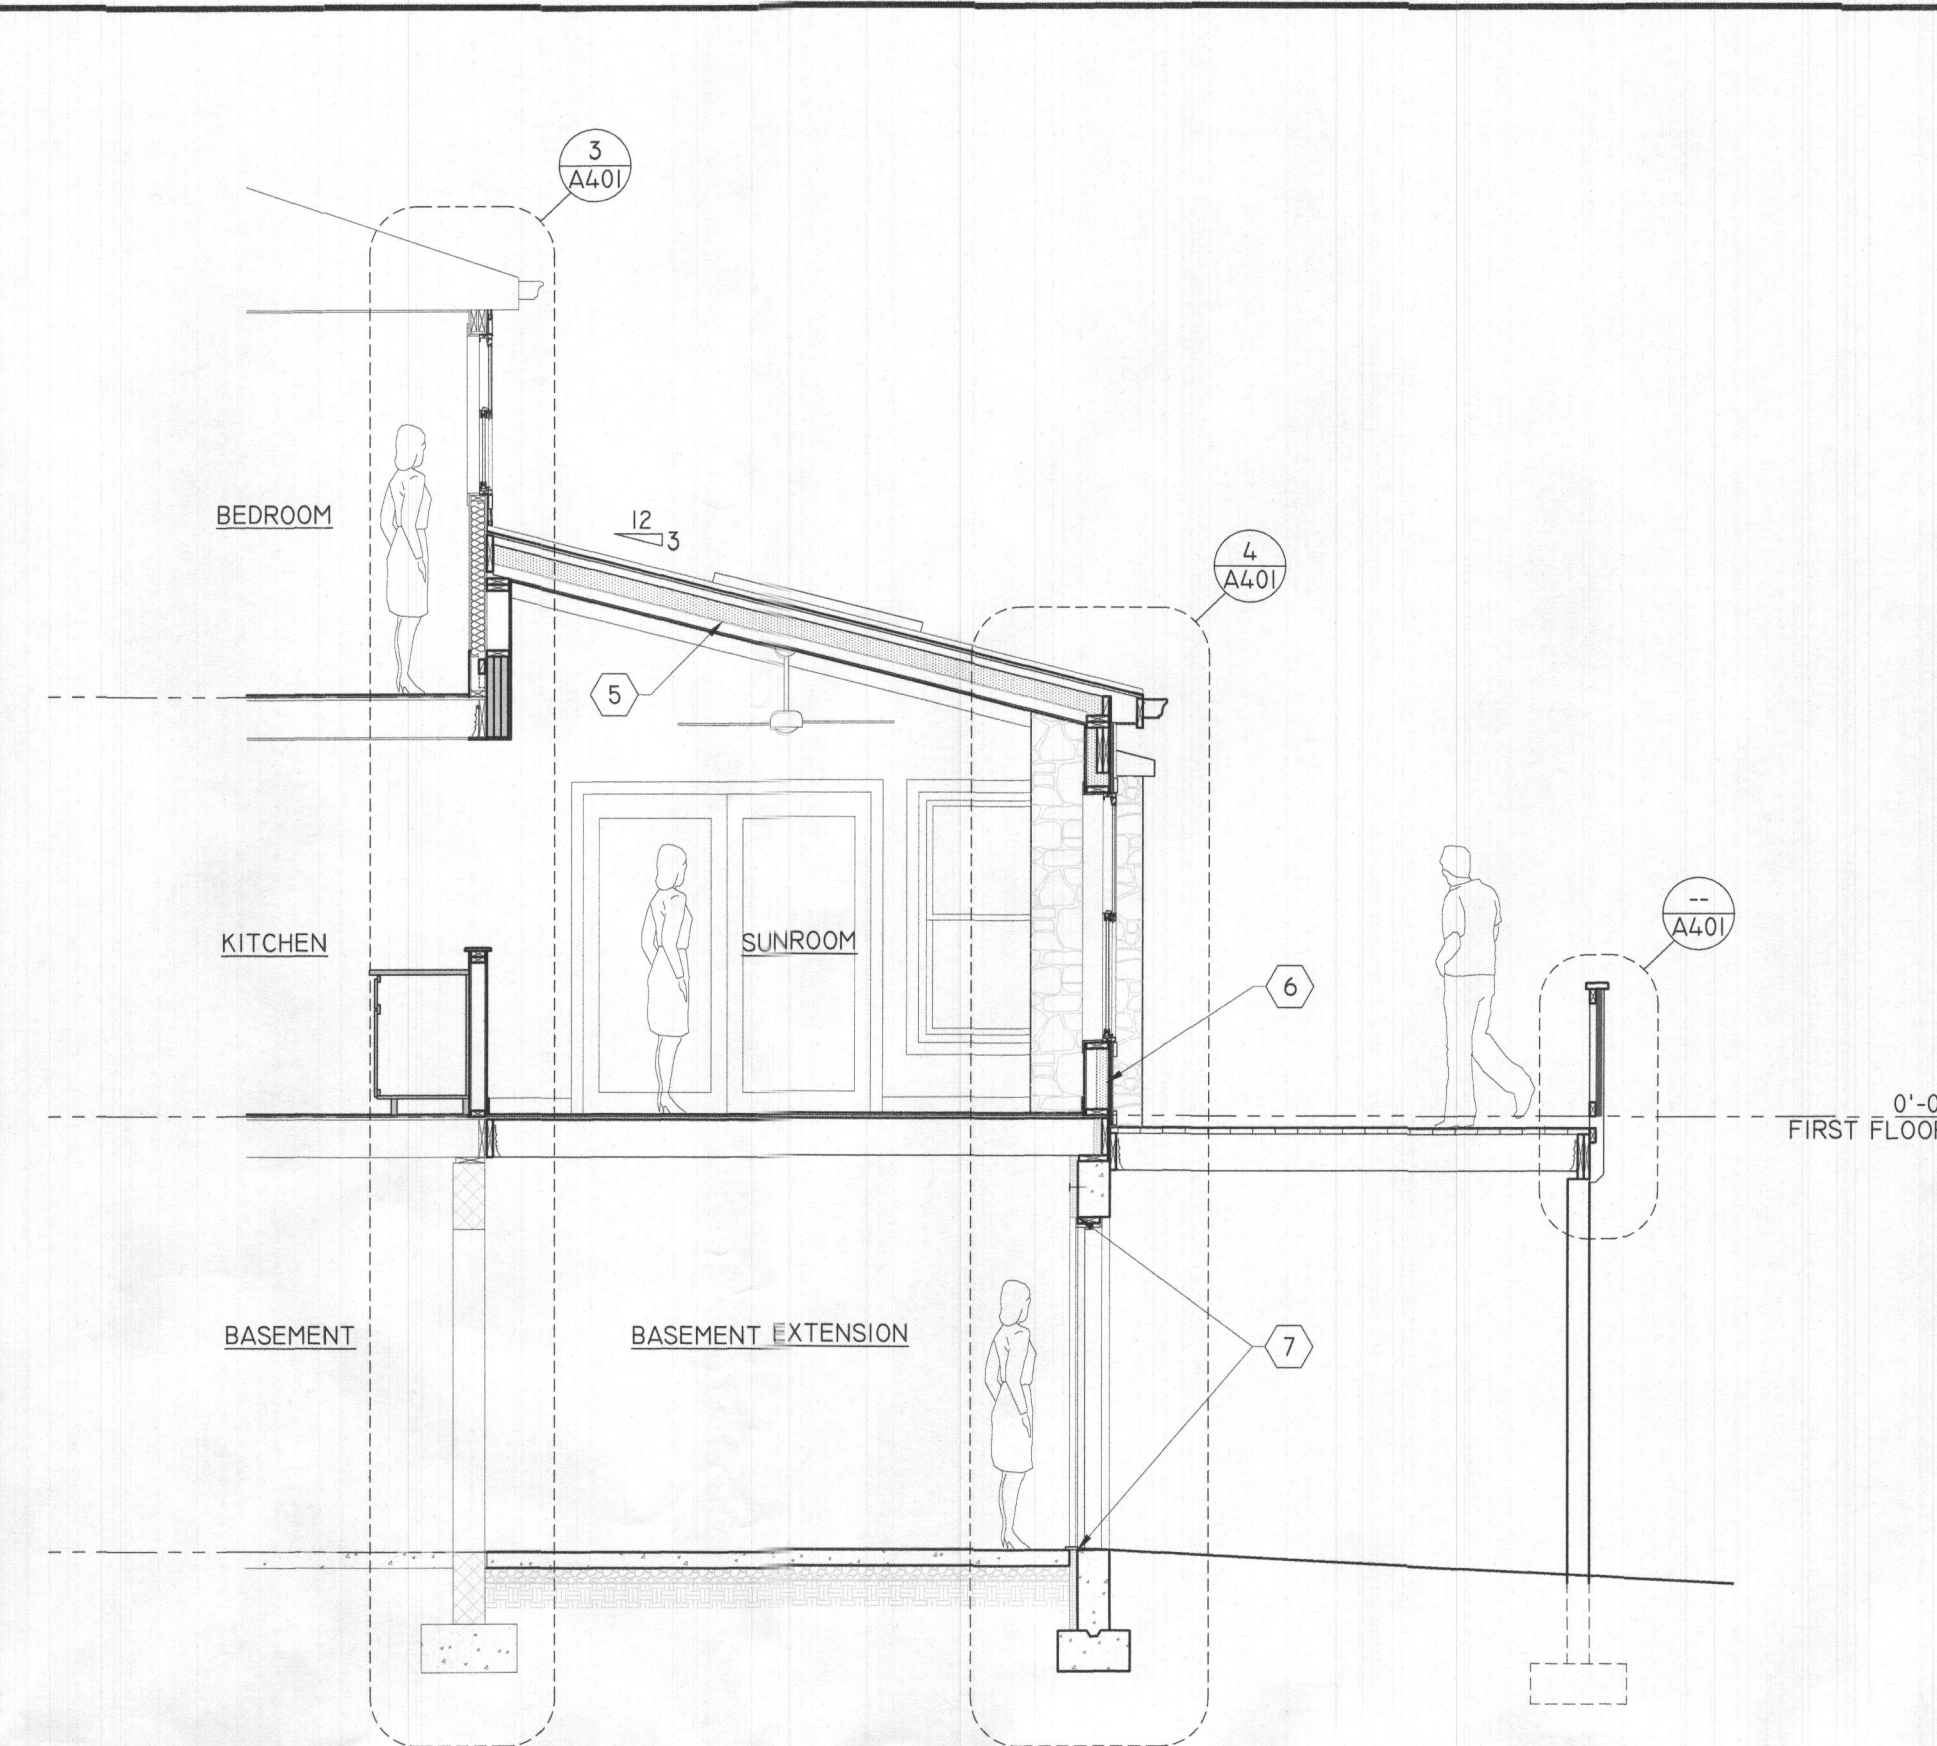 3
A401
BEDROOM
12
3
4
A401
5
KITCHEN
SUNROOM
--
A401
6
0'-0
FIRST FLOOR
BASEMENT
BASEMENT EXTENSION
7